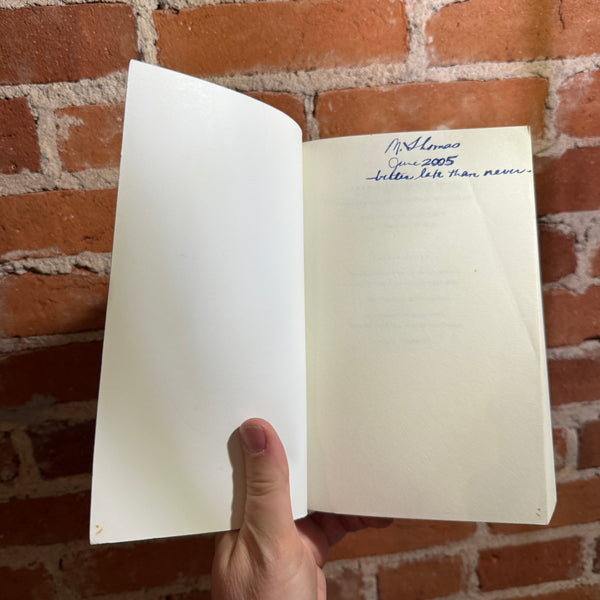 M. Thomas
June 2005
better late than never.